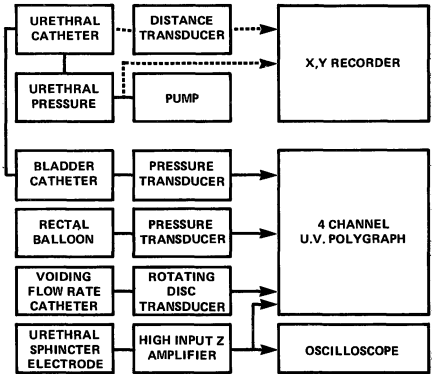 URETHRAL
CATHETER
DISTANCE
TRANSDUCER
X,Y RECORDER
URETHRAL
PRESSURE
PUMP
BLADDER
CATHETER
PRESSURE
TRANSDUCER
4 CHANNEL
U.V. POLYGRAPH
RECTAL
BALLOON
PRESSURE
TRANSDUCER
VOIDING
FLOW RATE
CATHETER
ROTATING
DISC
TRANSDUCER
URETHRAL
SPHINCTER
ELECTRODE
HIGH INPUT Z
AMPLIFIER
OSCILLOSCOPE